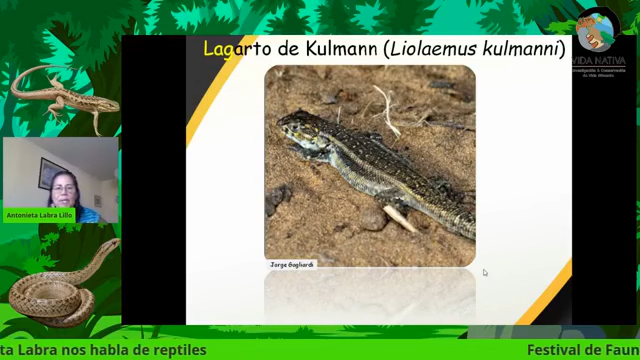 Lagarto de Kulmann (Liolaemus kulmanni)
VIDA NATIVA
Antonieta Labra Lillo
Jorge Gagliardi
ta Labra nos habla de reptiles
Festival de Faun